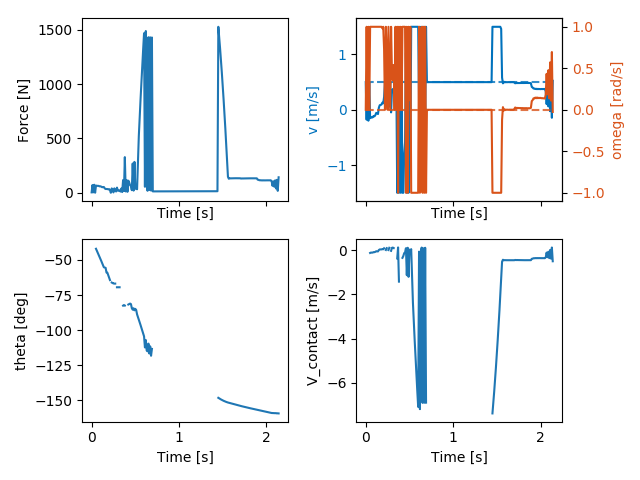 1500
1000
500
0
Force [N]
Time [s]
1
0
−1
v [m/s]
1.0
0.5
0.0
−0.5
−1.0
omega [rad/s]
Time [s]
−50
−75
−100
−125
−150
theta [deg]
0 1 2
Time [s]
0
−2
−4
−6
V_contact [m/s]
0 1 2
Time [s]